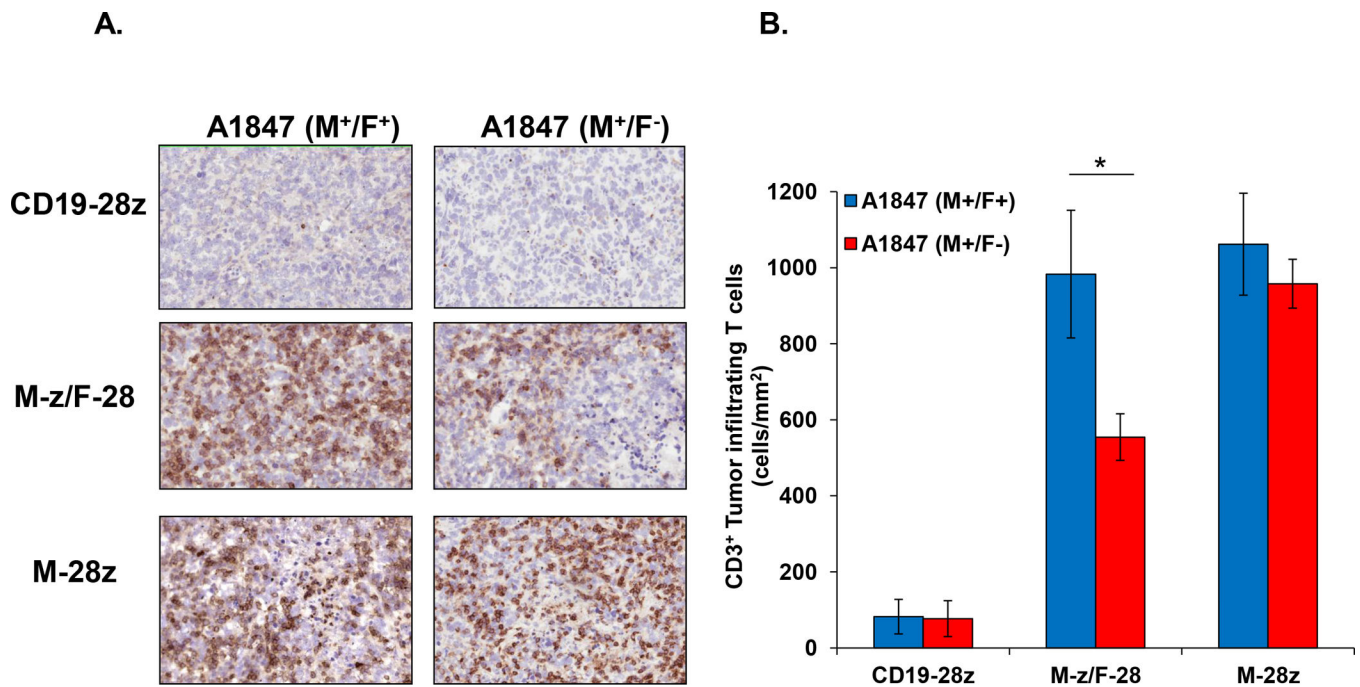 A.
B.
A1847 (M⁺/F⁺)
A1847 (M⁺/F⁻)
CD19-28z
M-z/F-28
M-28z
*
A1847 (M+/F+)
A1847 (M+/F-)
CD3⁺ Tumor infiltrating T cells
(cells/mm²)
1200
1000
800
600
400
200
0
CD19-28z
M-z/F-28
M-28z